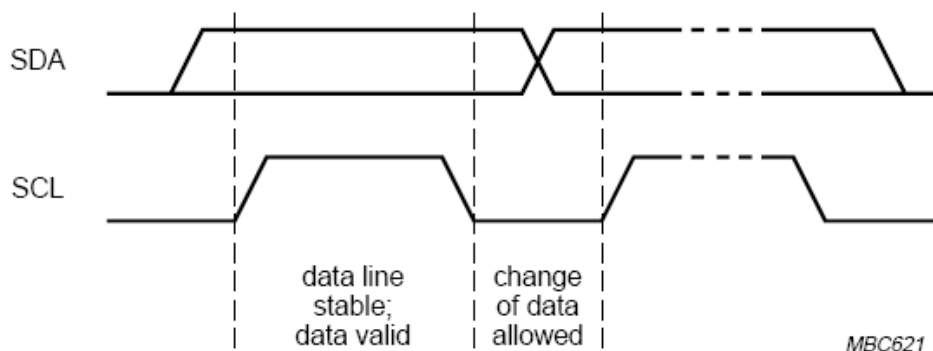 SDA
SCL
data line
stable;
data valid
change
of data
allowed
MBC621